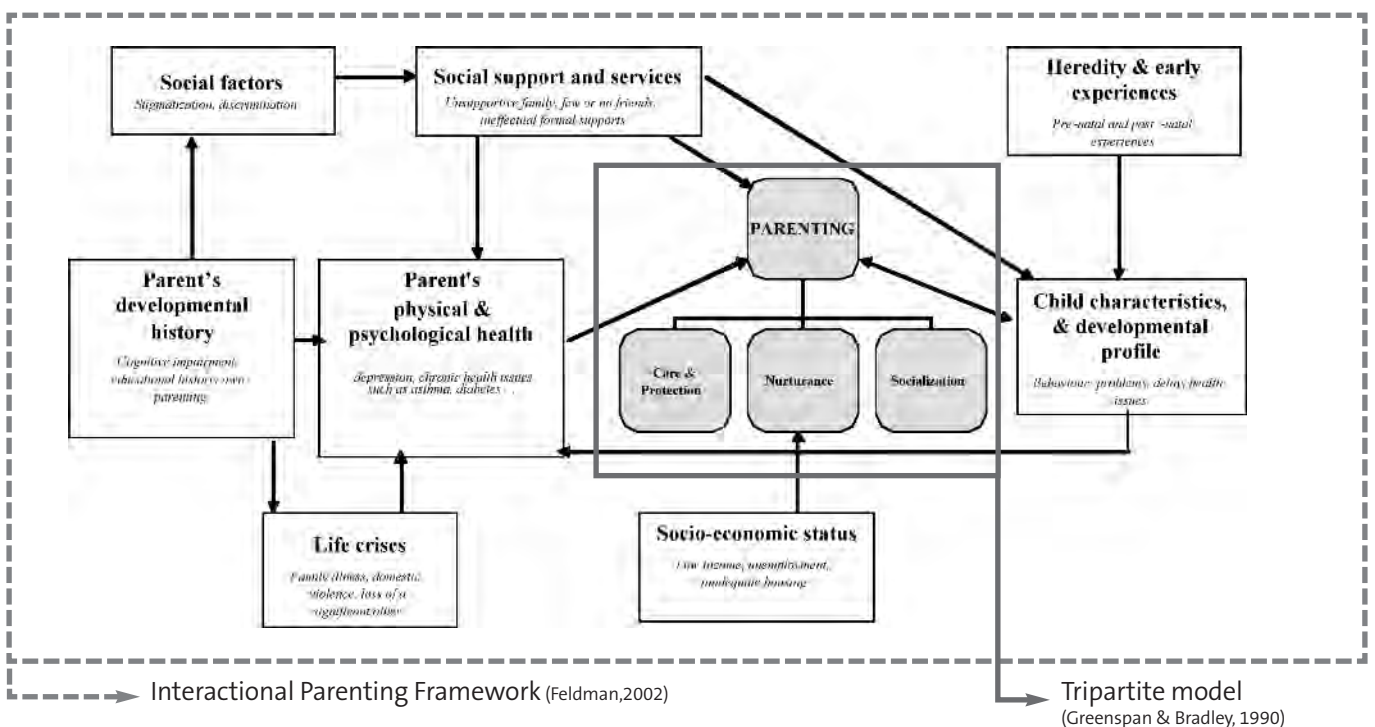 Social factors
Stigmatization, discrimination
Social support and services
Unsupportive family, few or no friends,
ineffectual formal supports
Heredity & early
experiences
Pre-natal and post-natal
experiences
PARENTING
Parent's
developmental
history
Cognitive impairment,
educational history, own
parenting
Parent's
physical &
psychological health
depression, chronic health issues
such as asthma, diabetes . .
Care &
Protection
Nurturance
Socialization
Child characteristics,
& developmental
profile
Behaviour problems, delay, health
issues
Life crises
Family illness, domestic
violence, loss of a
significant other
Socio-economic status
Low income, unemployment,
inadequate housing
Interactional Parenting Framework (Feldman,2002)
Tripartite model
(Greenspan & Bradley, 1990)